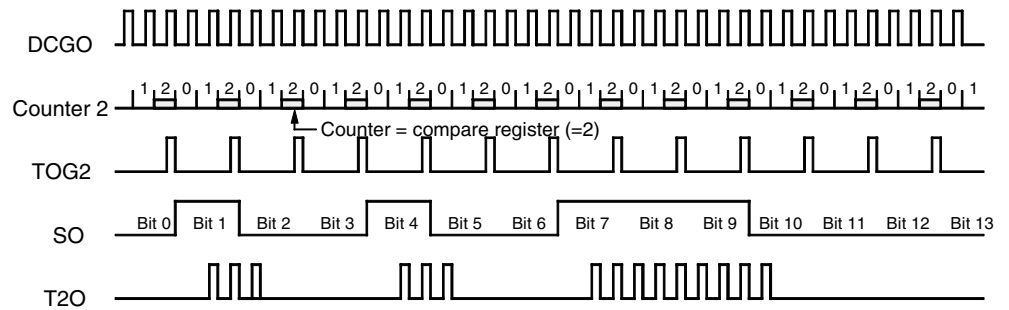 DCGO
1 2 0 1 2 0 1 2 0 1 2 0 1 2 0 1 2 0 1 2 0 1 2 0 1 2 0 1 2 0 1 2 0 1 2 0 1 2 0 1
Counter 2
Counter = compare register (=2)
TOG2
SO
Bit 0 Bit 1 Bit 2 Bit 3 Bit 4 Bit 5 Bit 6 Bit 7 Bit 8 Bit 9 Bit 10 Bit 11 Bit 12 Bit 13
T2O